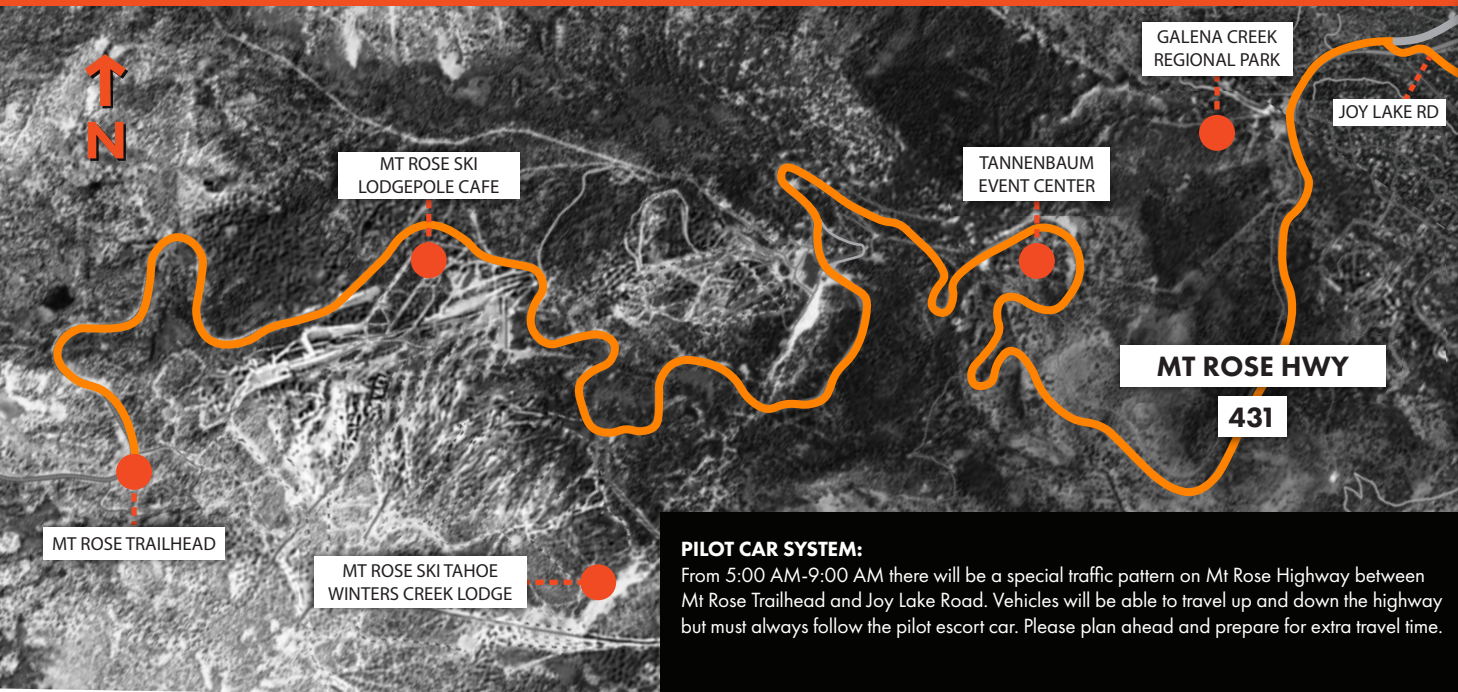 GALENA CREEK
REGIONAL PARK
JOY LAKE RD
N
MT ROSE SKI
LODGEPOLE CAFE
TANNENBAUM
EVENT CENTER
MT ROSE HWY
431
MT ROSE TRAILHEAD
MT ROSE SKI TAHOE
WINTERS CREEK LODGE
PILOT CAR SYSTEM:
From 5:00 AM-9:00 AM there will be a special traffic pattern on Mt Rose Highway between
Mt Rose Trailhead and Joy Lake Road. Vehicles will be able to travel up and down the highway
but must always follow the pilot escort car. Please plan ahead and prepare for extra travel time.